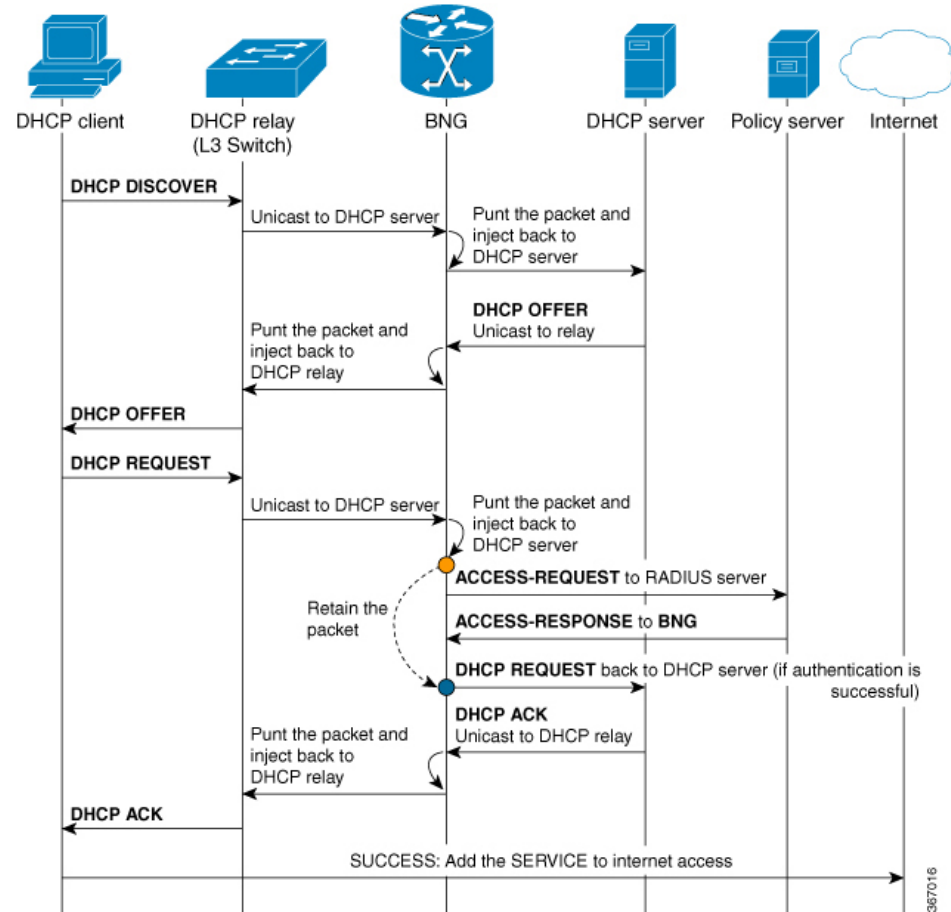 DHCP client
DHCP relay
(L3 Switch)
BNG
DHCP server
Policy server
Internet
DHCP DISCOVER
Unicast to DHCP server
Punt the packet and
inject back to
DHCP server
DHCP OFFER
Unicast to relay
Punt the packet and
inject back to
DHCP relay
DHCP OFFER
DHCP REQUEST
Unicast to DHCP server
Punt the packet and
inject back to
DHCP server
ACCESS-REQUEST to RADIUS server
Retain the
packet
ACCESS-RESPONSE to BNG
DHCP REQUEST back to DHCP server (if authentication is
successful)
DHCP ACK
Unicast to DHCP relay
Punt the packet and
inject back to
DHCP relay
DHCP ACK
SUCCESS: Add the SERVICE to internet access
367016